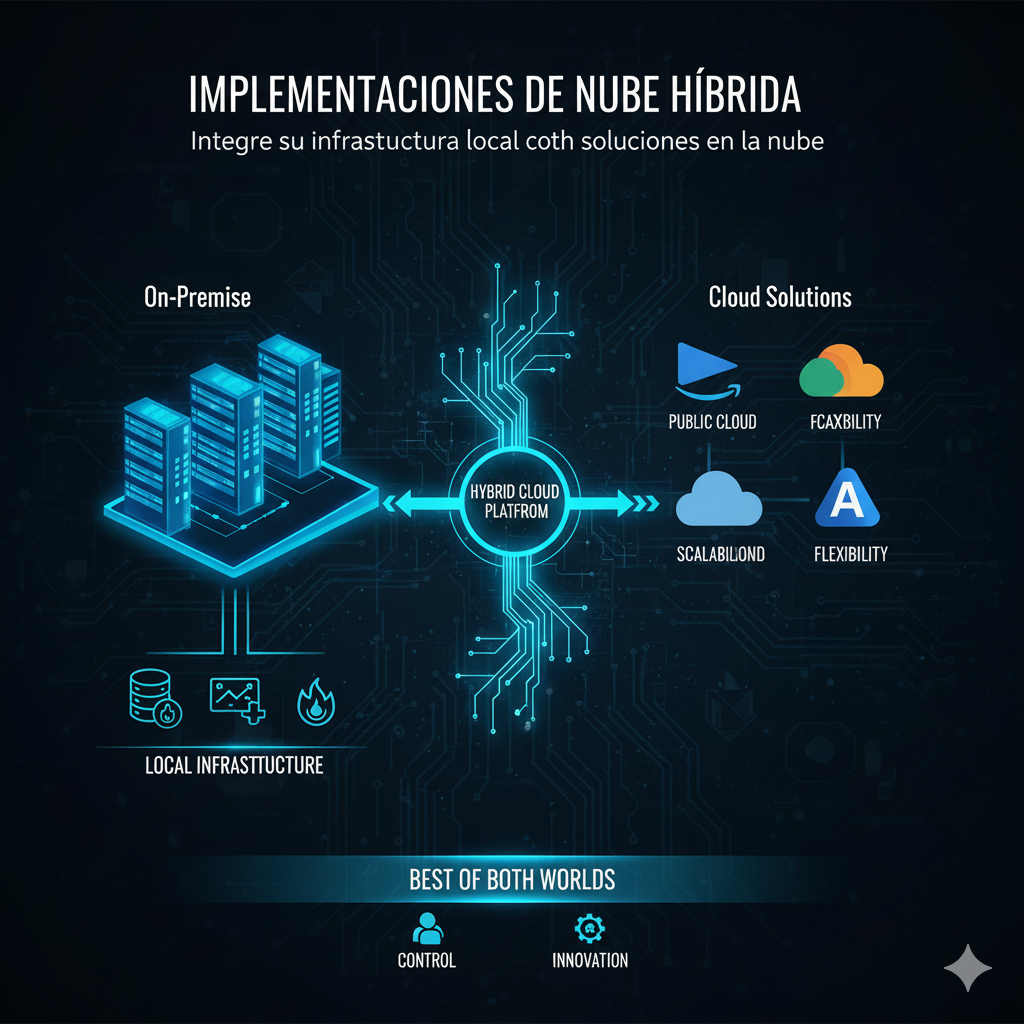 IMPLEMENTACIONES DE NUBE HÍBRIDA
Integre su infrastuctura local coth soluciones en la nube
On-Premise
Cloud Solutions
PUBLIC CLOUD
FCAXBILITY
HYBRID CLOUD
PLATFROM
A
SCALABILIOND
FLEXIBILITY
LOCAL INFRASTTUCTURE
BEST OF BOTH WORLDS
CONTROL
INNOVATION